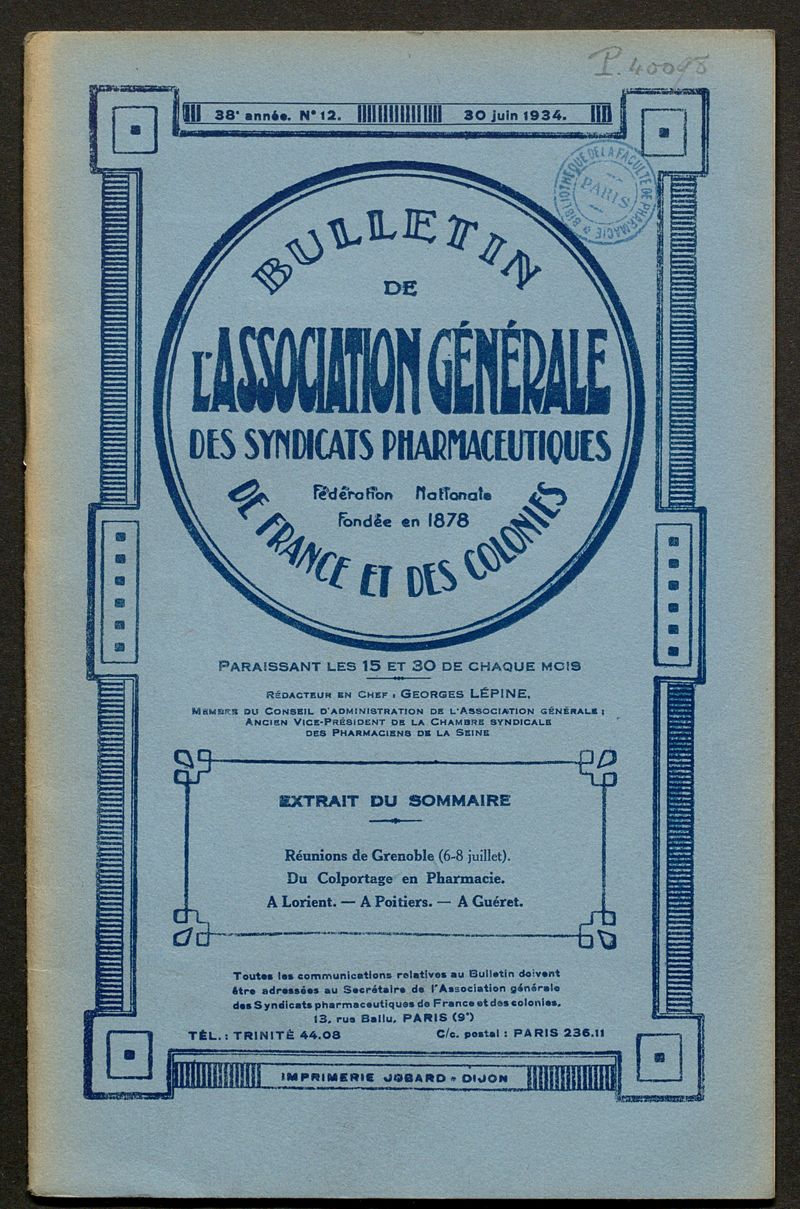 P. 40098
38e année. N° 12. 30 juin 1934.
BIBLIOTHÈQUE DE LA FACULTÉ DE PHARMACIE
PARIS
BULLETIN
DE
L'ASSOCIATION GÉNÉRALE
DES SYNDICATS PHARMACEUTIQUES
Fédération Nationale
Fondée en 1878
DE FRANCE ET DES COLONIES
PARAISSANT LES 15 ET 30 DE CHAQUE MOIS
RÉDACTEUR EN CHEF : GEORGES LÉPINE,
MEMBRE DU CONSEIL D'ADMINISTRATION DE L'ASSOCIATION GÉNÉRALE ;
ANCIEN VICE-PRÉSIDENT DE LA CHAMBRE SYNDICALE
DES PHARMACIENS DE LA SEINE
EXTRAIT DU SOMMAIRE
Réunions de Grenoble (6-8 juillet).
Du Colportage en Pharmacie.
A Lorient. — A Poitiers. — A Guéret.
Toutes les communications relatives au Bulletin doivent
être adressées au Secrétaire de l'Association générale
des Syndicats pharmaceutiques de France et des colonies,
13, rue Ballu, PARIS (9e)
TÉL. : TRINITÉ 44.08 C/c. postal : PARIS 236.11
IMPRIMERIE JOBARD - DIJON